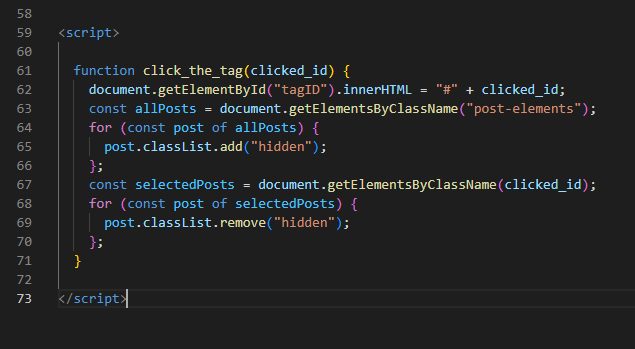 58
59 <script>
60
61 function click_the_tag(clicked_id) {
62 document.getElementById("tagID").innerHTML = "#" + clicked_id;
63 const allPosts = document.getElementsByClassName("post-elements");
64 for (const post of allPosts) {
65 post.classList.add("hidden");
66 };
67 const selectedPosts = document.getElementsByClassName(clicked_id);
68 for (const post of selectedPosts) {
69 post.classList.remove("hidden");
70 };
71 }
72
73 </script>